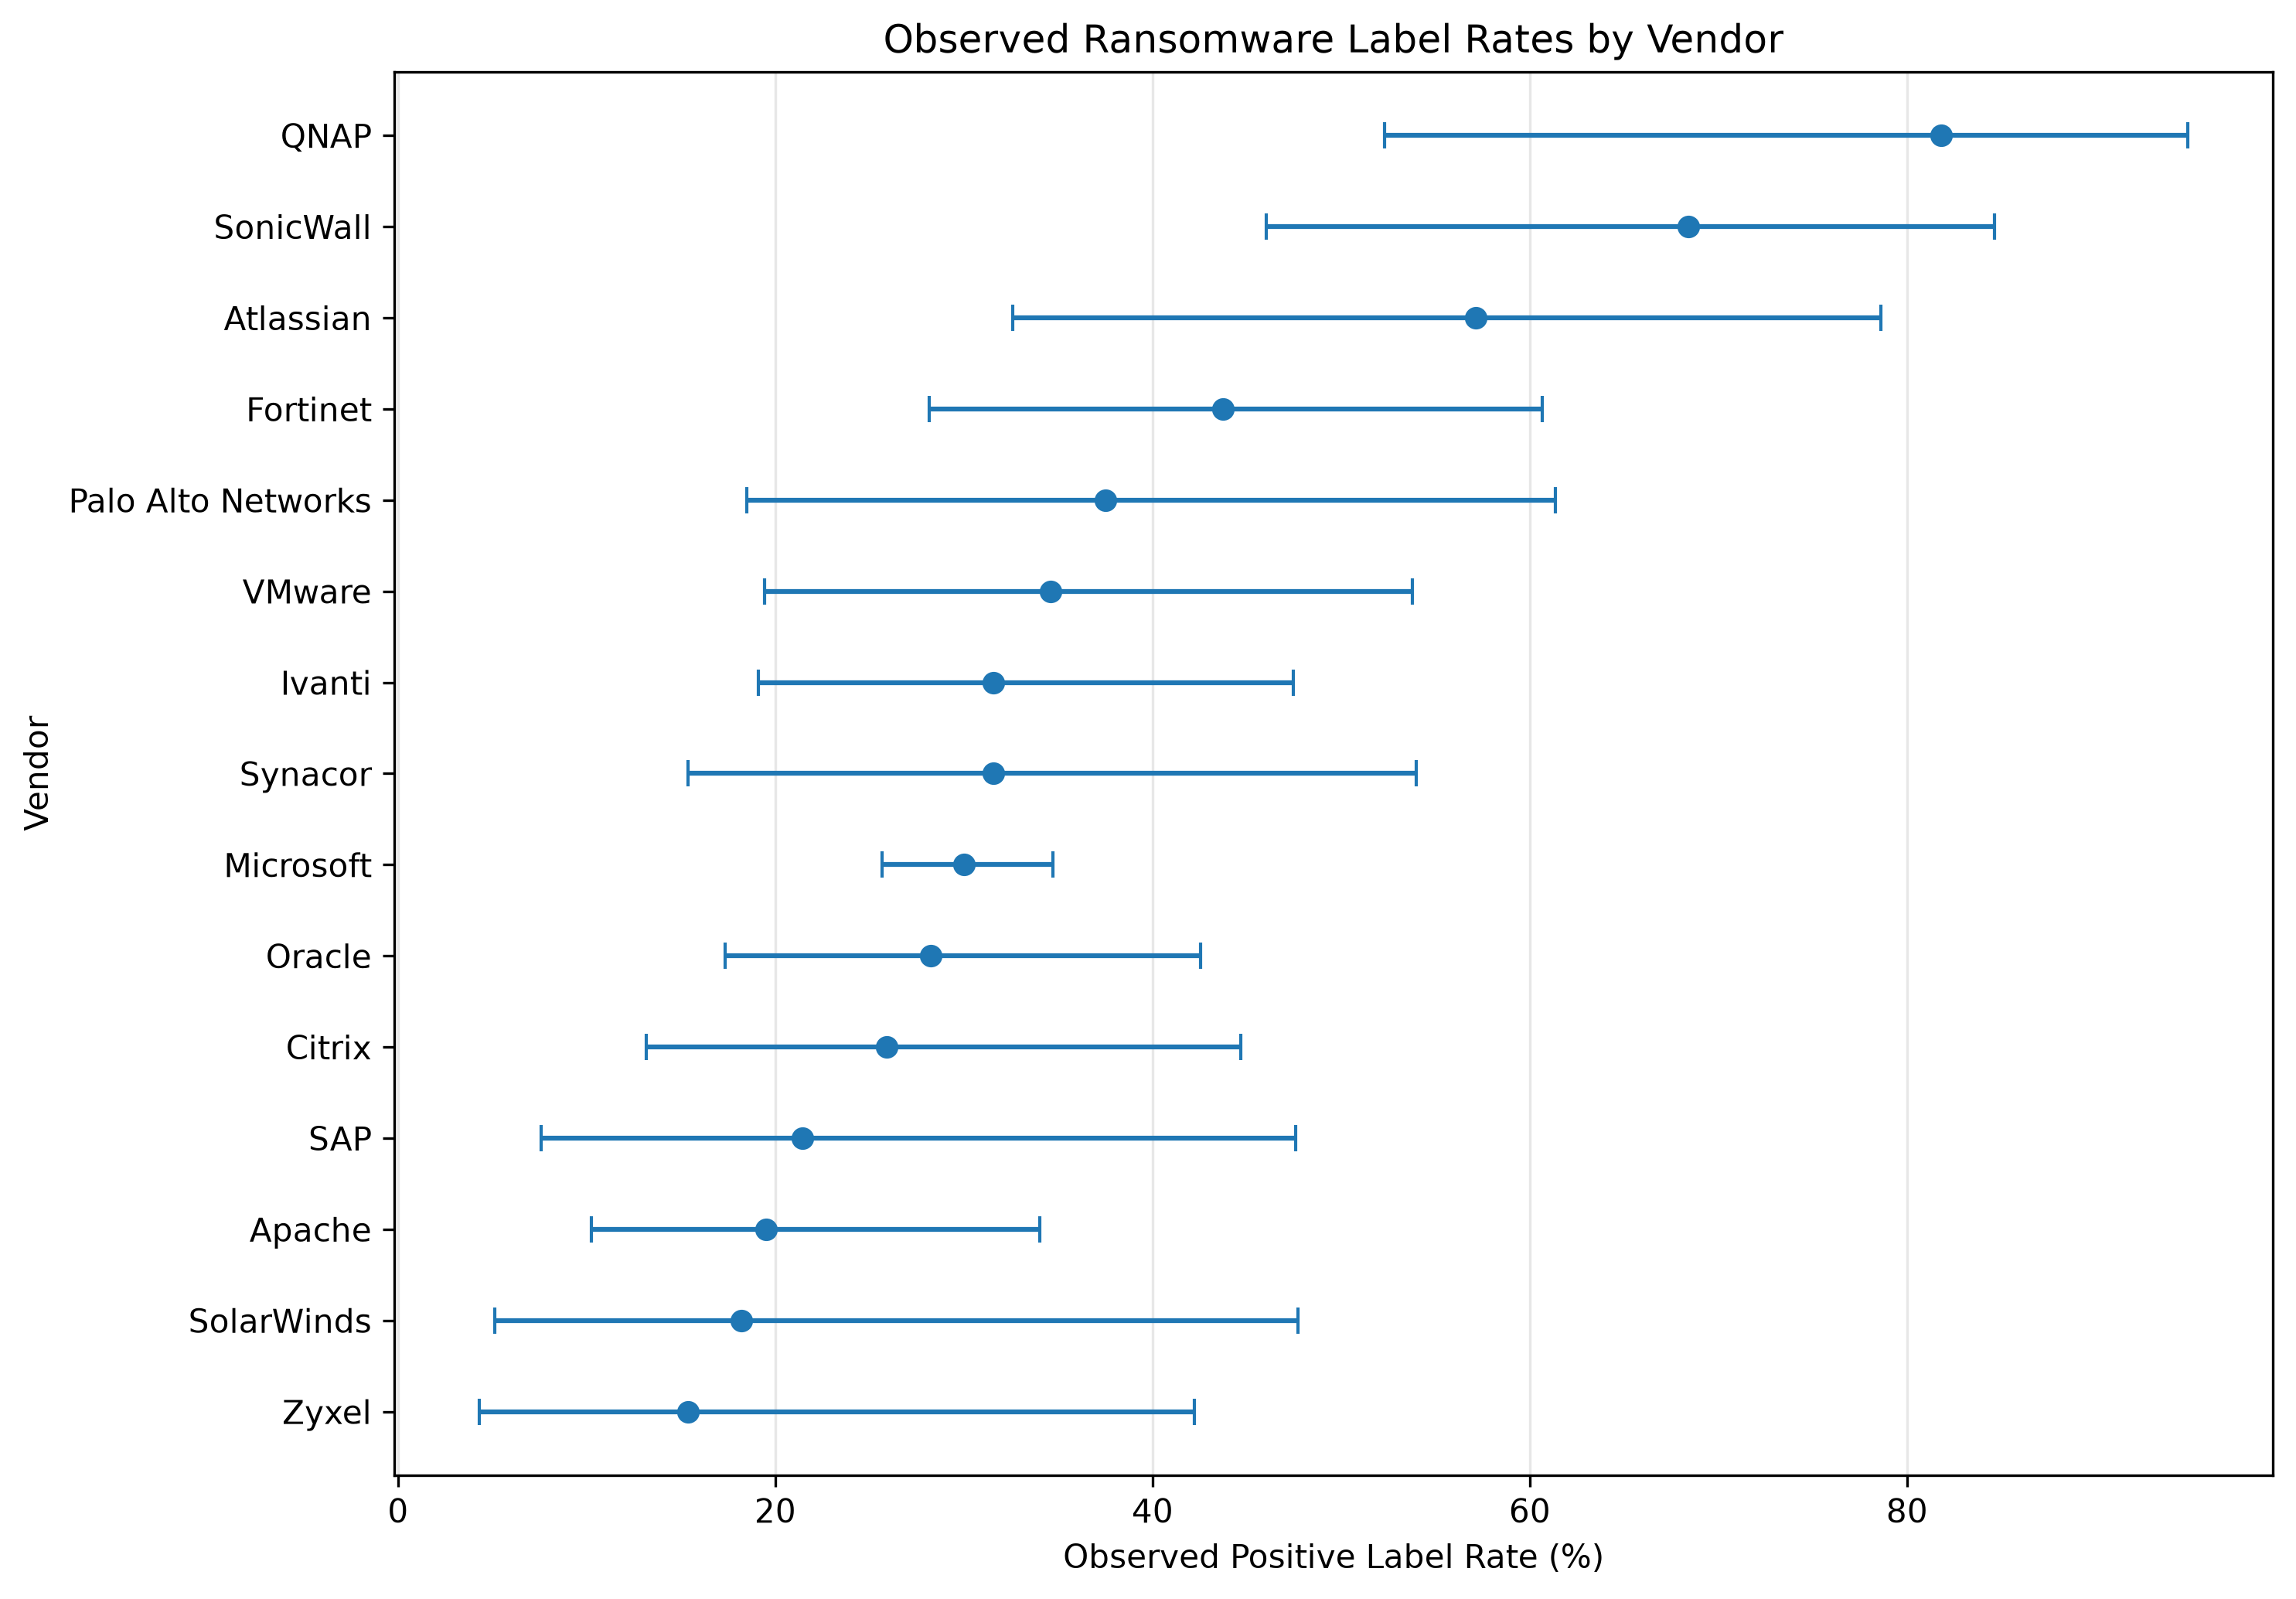 Observed Ransomware Label Rates by Vendor
QNAP
SonicWall
Atlassian
Fortinet
Palo Alto Networks
VMware
Ivanti
Synacor
Microsoft
Oracle
Citrix
SAP
Apache
SolarWinds
Zyxel
Vendor
0 20 40 60 80
Observed Positive Label Rate (%)